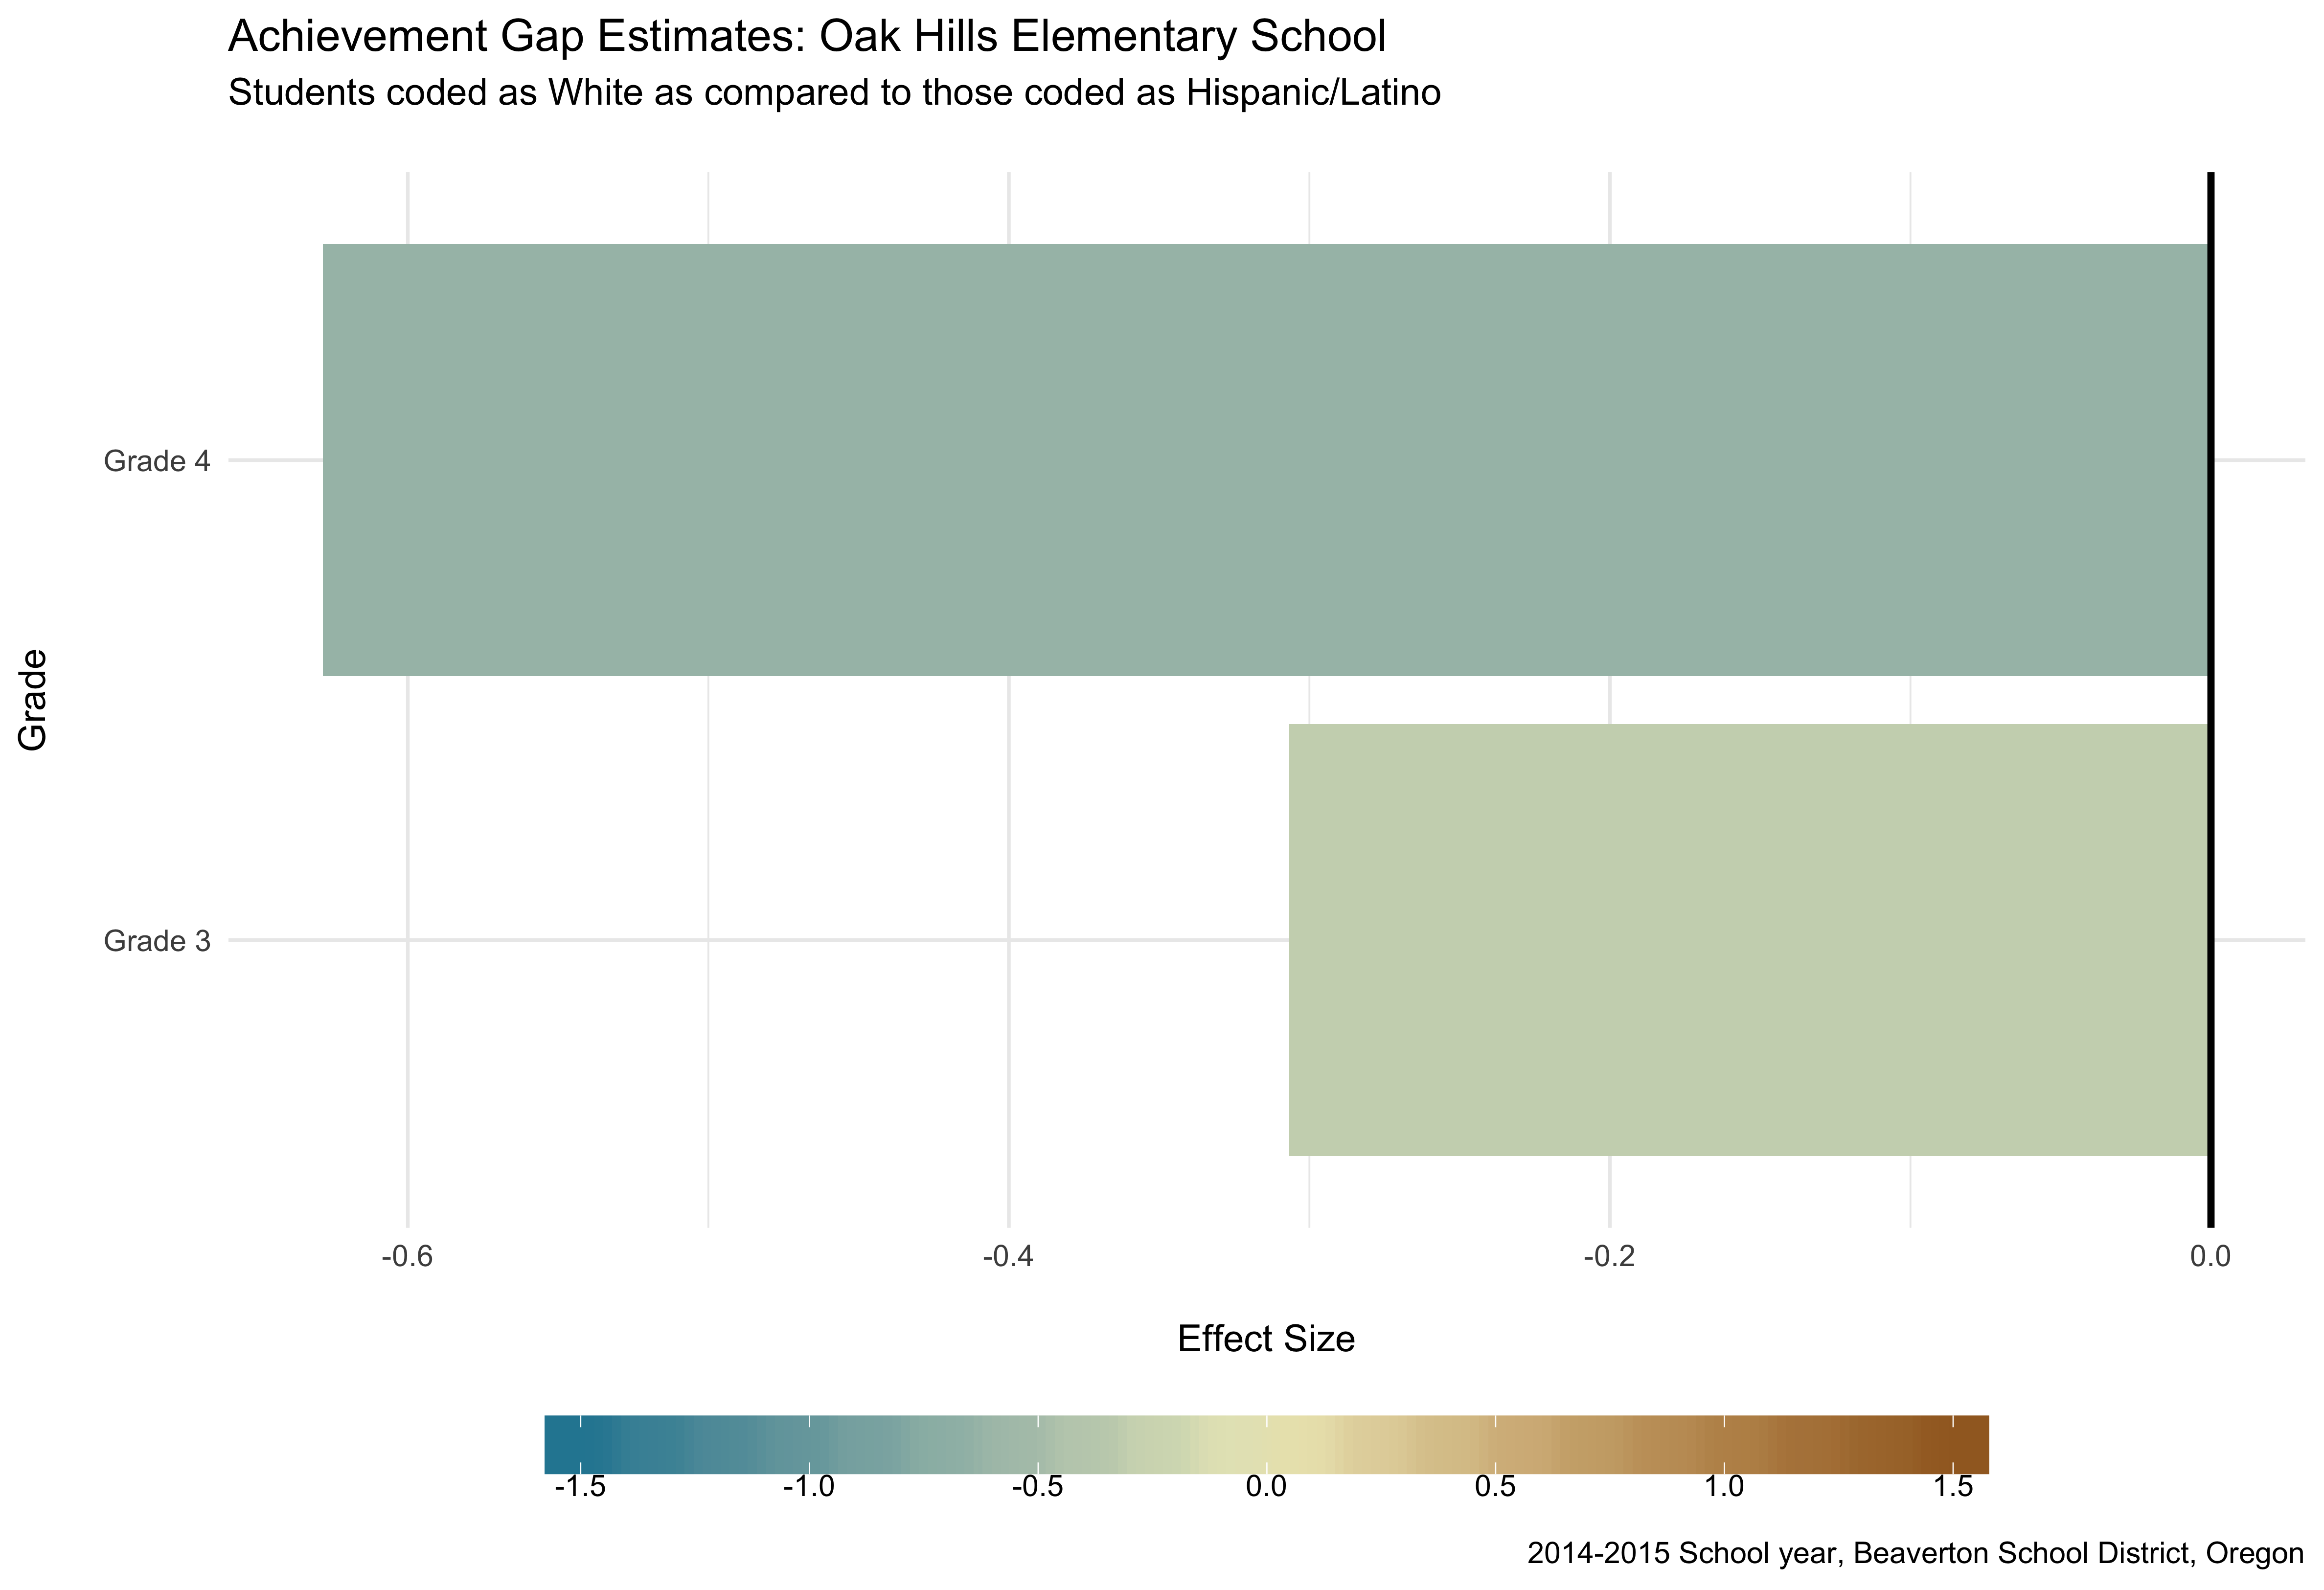 Achievement Gap Estimates: Oak Hills Elementary School
Students coded as White as compared to those coded as Hispanic/Latino
Grade
Grade 4
Grade 3
-0.6 -0.4 -0.2 0.0
Effect Size
-1.5 -1.0 -0.5 0.0 0.5 1.0 1.5
2014-2015 School year, Beaverton School District, Oregon